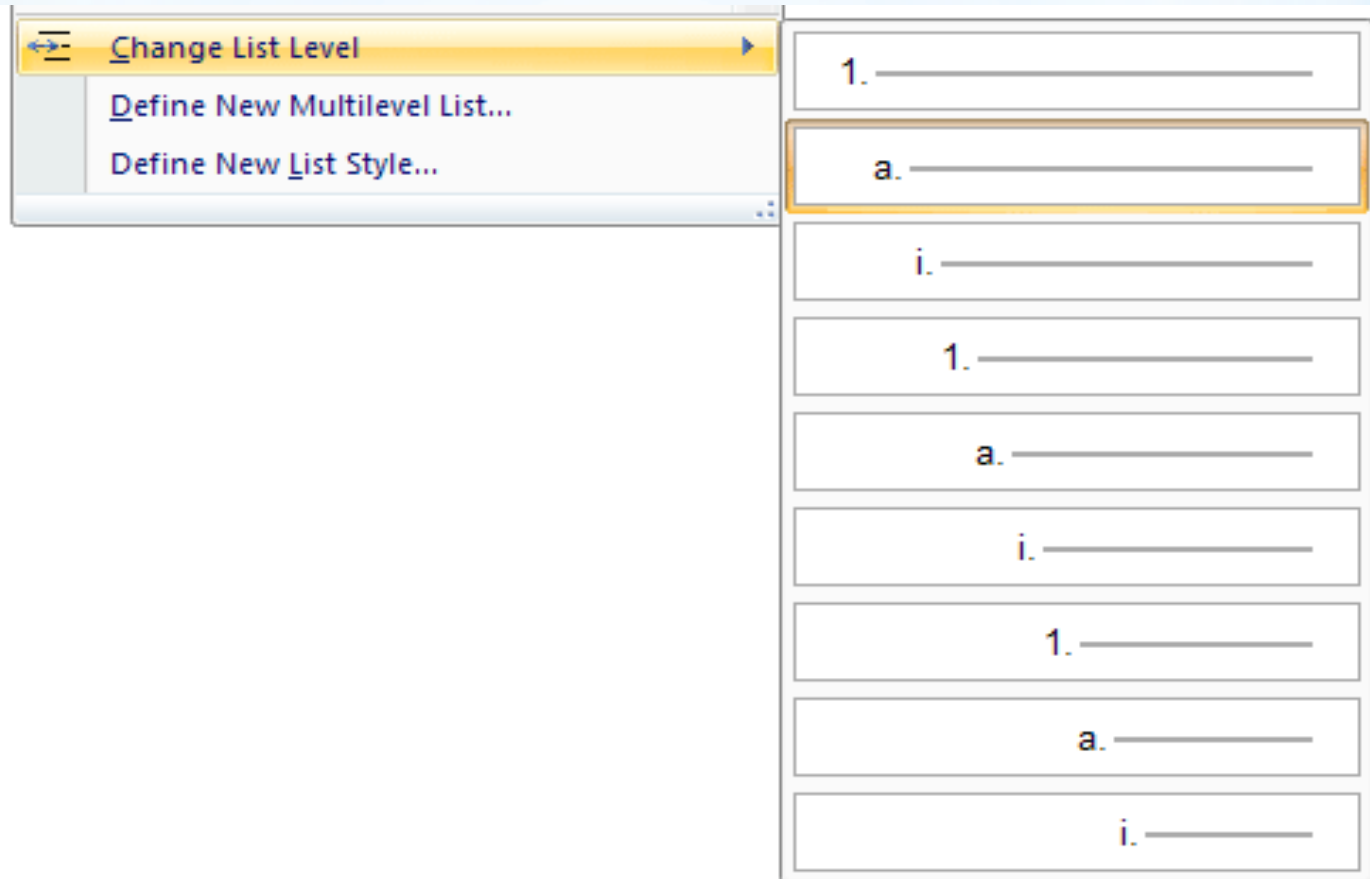 Change List Level
Define New Multilevel List...
Define New List Style...
1.
a.
i.
1.
a.
i.
1.
a.
i.